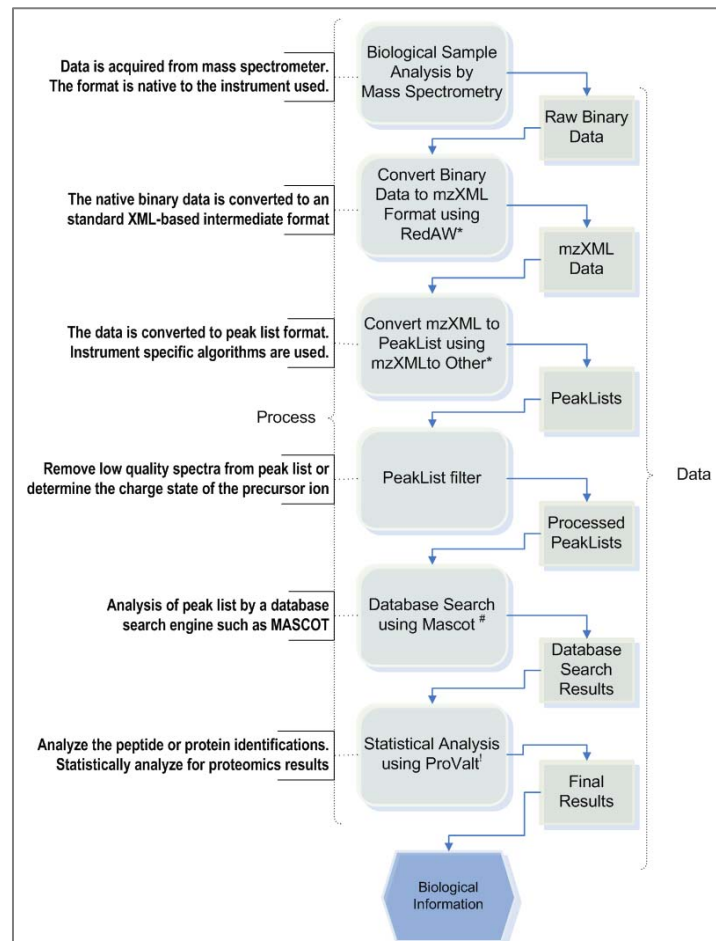 Data is acquired from mass spectrometer.
The format is native to the instrument used.
Biological Sample
Analysis by
Mass Spectrometry
Raw Binary
Data
The native binary data is converted to an
standard XML-based intermediate format
Convert Binary
Data to mzXML
Format using
RedAW*
mzXML
Data
The data is converted to peak list format.
Instrument specific algorithms are used.
Convert mzXML to
PeakList using
mzXMLto Other*
PeakLists
Process
Data
Remove low quality spectra from peak list or
determine the charge state of the precursor ion
PeakList filter
Processed
PeakLists
Analysis of peak list by a database
search engine such as MASCOT
Database Search
using Mascot #
Database
Search
Results
Analyze the peptide or protein identifications.
Statistically analyze for proteomics results
Statistical Analysis
using ProValt!
Final
Results
Biological
Information